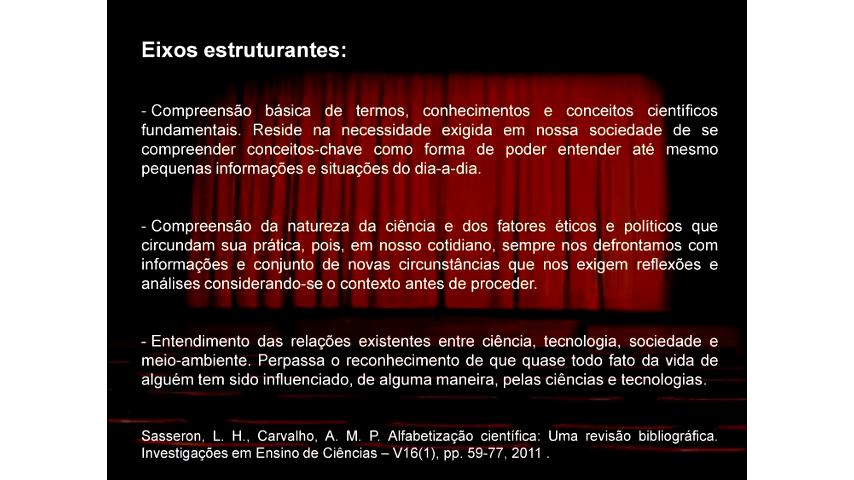 Eixos estruturantes:
- Compreensão básica de termos, conhecimentos e conceitos científicos
fundamentais. Reside na necessidade exigida em nossa sociedade de se
compreender conceitos-chave como forma de poder entender até mesmo
pequenas informações e situações do dia-a-dia.
- Compreensão da natureza da ciência e dos fatores éticos e políticos que
circundam sua prática, pois, em nosso cotidiano, sempre nos defrontamos com
informações e conjunto de novas circunstâncias que nos exigem reflexões e
análises considerando-se o contexto antes de proceder.
- Entendimento das relações existentes entre ciência, tecnologia, sociedade e
meio-ambiente. Perpassa o reconhecimento de que quase todo fato da vida de
alguém tem sido influenciado, de alguma maneira, pelas ciências e tecnologias.
Sasseron, L. H., Carvalho, A. M. P. Alfabetização científica: Uma revisão bibliográfica.
Investigações em Ensino de Ciências – V16(1), pp. 59-77, 2011 .